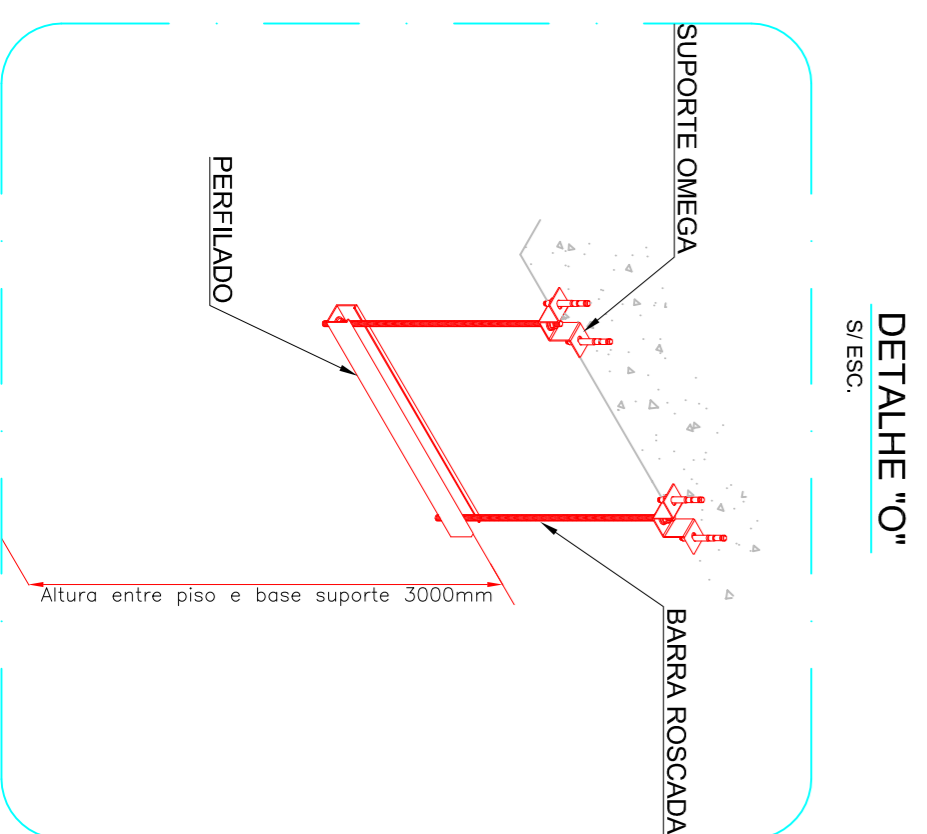 DETALHE "O"
S/ ESC.
SUPORTE OMEGA
BARRA ROSCADA
PERFILADO
Altura entre piso e base suporte 3000mm